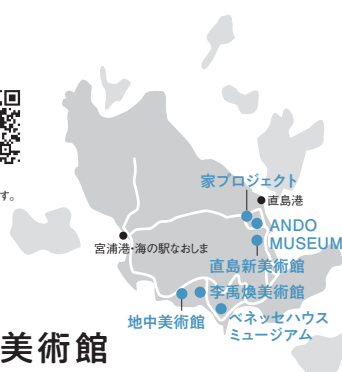 家プロジェクト
直島港
す。
ANDO
MUSEUM
宮浦港・海の駅なおしま
直島新美術館
李禹煥美術館
地中美術館
ベネッセハウス
ミュージアム
美術館